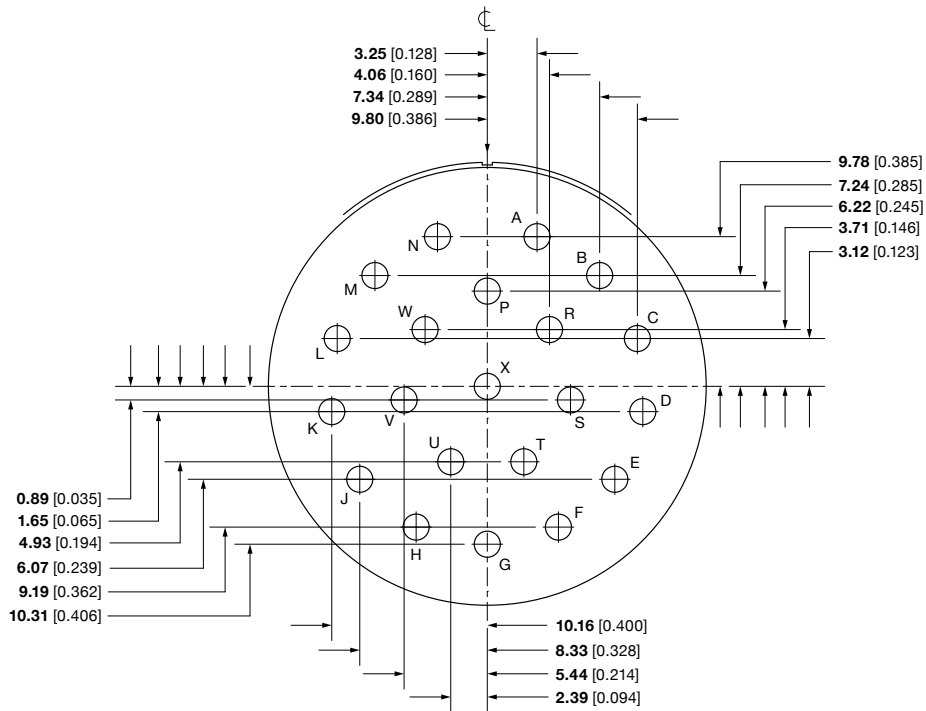 ℄
3.25 [0.128]
4.06 [0.160]
7.34 [0.289]
9.80 [0.386]
9.78 [0.385]
7.24 [0.285]
6.22 [0.245]
3.71 [0.146]
3.12 [0.123]
N
A
M
B
P
W
R
C
L
X
K
V
S
D
U
T
E
J
H
G
F
0.89 [0.035]
1.65 [0.065]
4.93 [0.194]
6.07 [0.239]
9.19 [0.362]
10.31 [0.406]
10.16 [0.400]
8.33 [0.328]
5.44 [0.214]
2.39 [0.094]